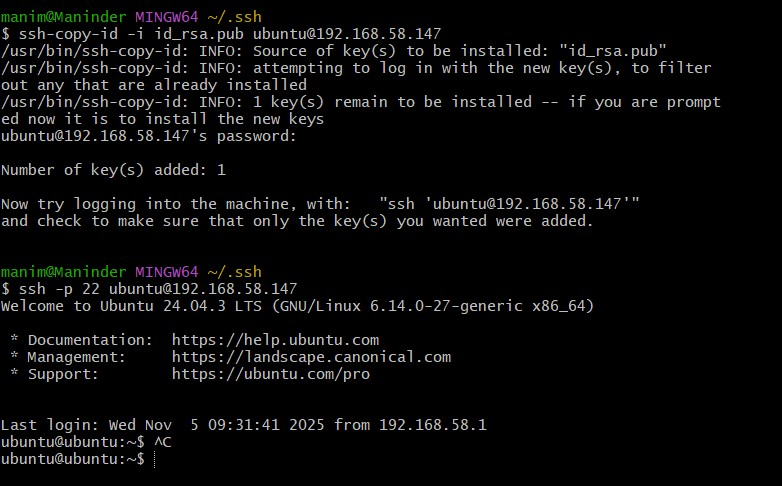 manim@Maninder MINGW64 ~/.ssh
$ ssh-copy-id -i id_rsa.pub ubuntu@192.168.58.147
/usr/bin/ssh-copy-id: INFO: Source of key(s) to be installed: "id_rsa.pub"
/usr/bin/ssh-copy-id: INFO: attempting to log in with the new key(s), to filter
out any that are already installed
/usr/bin/ssh-copy-id: INFO: 1 key(s) remain to be installed -- if you are prompt
ed now it is to install the new keys
ubuntu@192.168.58.147's password:
Number of key(s) added: 1
Now try logging into the machine, with:   "ssh 'ubuntu@192.168.58.147'"
and check to make sure that only the key(s) you wanted were added.
manim@Maninder MINGW64 ~/.ssh
$ ssh -p 22 ubuntu@192.168.58.147
Welcome to Ubuntu 24.04.3 LTS (GNU/Linux 6.14.0-27-generic x86_64)
 * Documentation:  https://help.ubuntu.com
 * Management:     https://landscape.canonical.com
 * Support:        https://ubuntu.com/pro
Last login: Wed Nov  5 09:31:41 2025 from 192.168.58.1
ubuntu@ubuntu:~$ ^C
ubuntu@ubuntu:~$